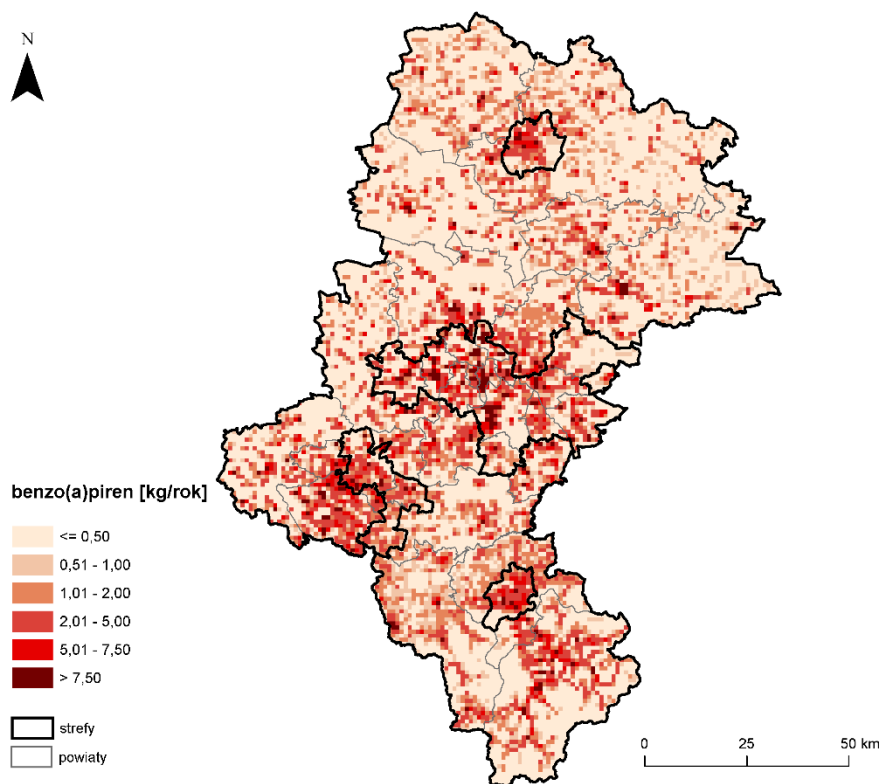 N
benzo(a)piren [kg/rok]
<= 0,50
0,51 - 1,00
1,01 - 2,00
2,01 - 5,00
5,01 - 7,50
> 7,50
strefy
powiaty
0 25 50 km